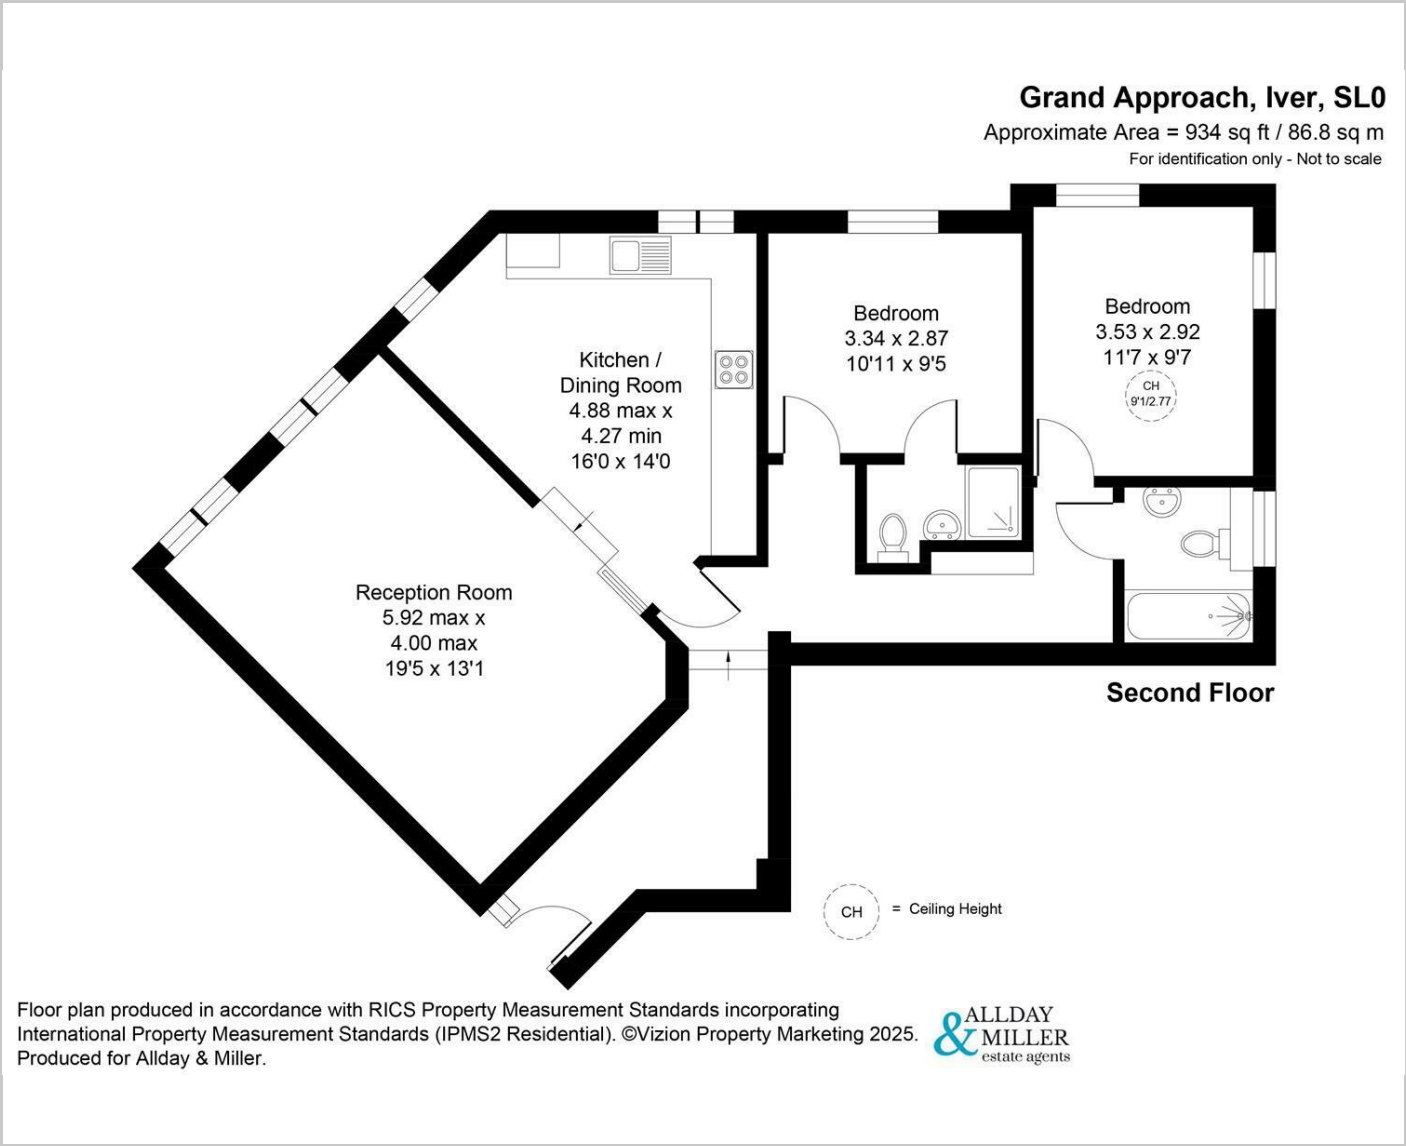 Grand Approach, Iver, SL0
Approximate Area = 934 sq ft / 86.8 sq m
For identification only - Not to scale
Bedroom
3.34 x 2.87
10'11 x 9'5
Bedroom
3.53 x 2.92
11'7 x 9'7
CH
9'1/2.77
Kitchen /
Dining Room
4.88 max x
4.27 min
16'0 x 14'0
Reception Room
5.92 max x
4.00 max
19'5 x 13'1
Second Floor
CH = Ceiling Height
Floor plan produced in accordance with RICS Property Measurement Standards incorporating
International Property Measurement Standards (IPMS2 Residential). ©Vizion Property Marketing 2025.
Produced for Allday & Miller.
ALLDAY
& MILLER
estate agents